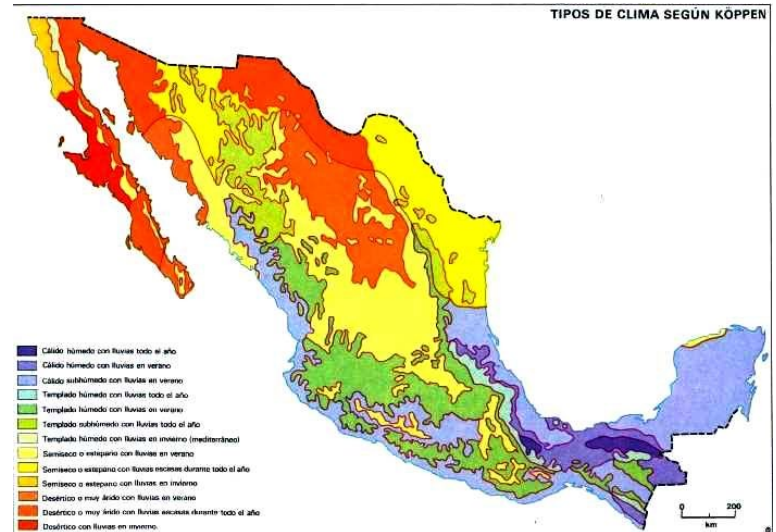 TIPOS DE CLIMA SEGÚN KÖPPEN
Cálido húmedo con lluvias todo el año
Cálido húmedo con lluvias en verano
Cálido subhúmedo con lluvias en verano
Templado húmedo con lluvias todo el año
Templado húmedo con lluvias en verano
Templado subhúmedo con lluvias todo el año
Templado húmedo con lluvias en invierno (mediterráneo)
Semiseco o estepario con lluvias en verano
Semiseco o estepario con lluvias escasas durante todo el año
Semiseco o estepario con lluvias en invierno
Desértico o muy árido con lluvias en verano
Desértico o muy árido con lluvias escasas durante todo el año
Desértico con lluvias en invierno
0 200
km